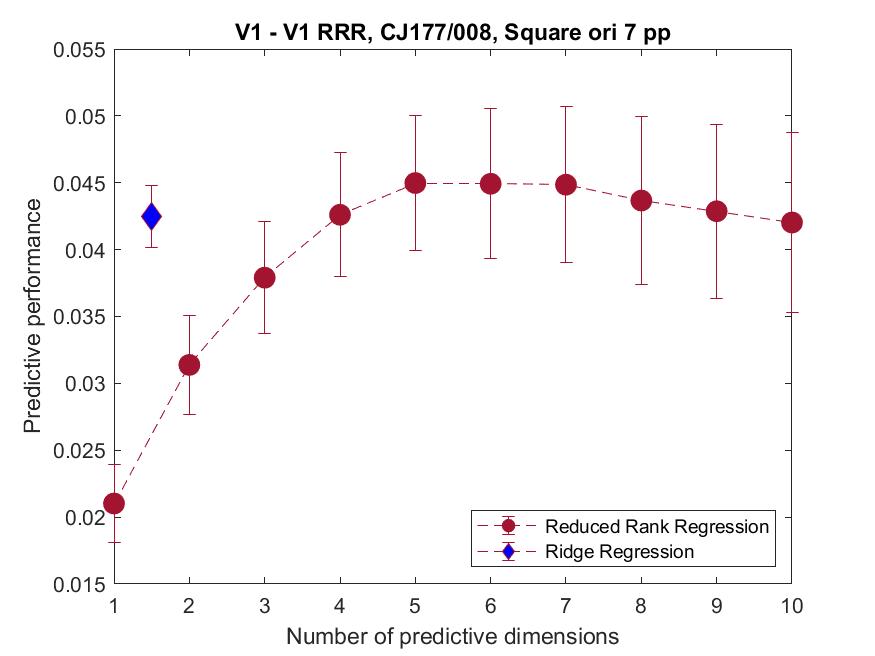 V1 - V1 RRR, CJ177/008, Square ori 7 pp
0.055
0.05
0.045
0.04
0.035
0.03
0.025
0.02
0.015
Predictive performance
Reduced Rank Regression
Ridge Regression
1 2 3 4 5 6 7 8 9 10
Number of predictive dimensions